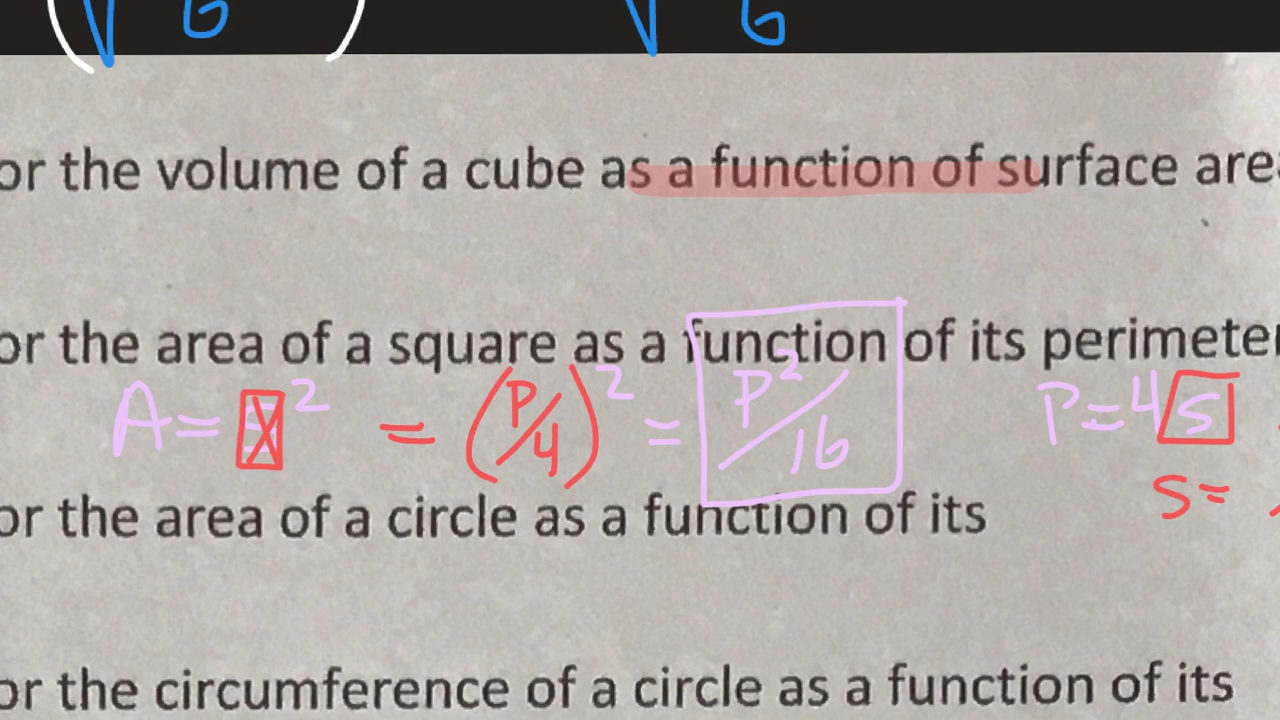 (√6) √6
or the volume of a cube as a function of surface are
or the area of a square as a function of its perimeter
A = s² = (P/4)² = P²/16 P = 4s
s =
or the area of a circle as a function of its
or the circumference of a circle as a function of its